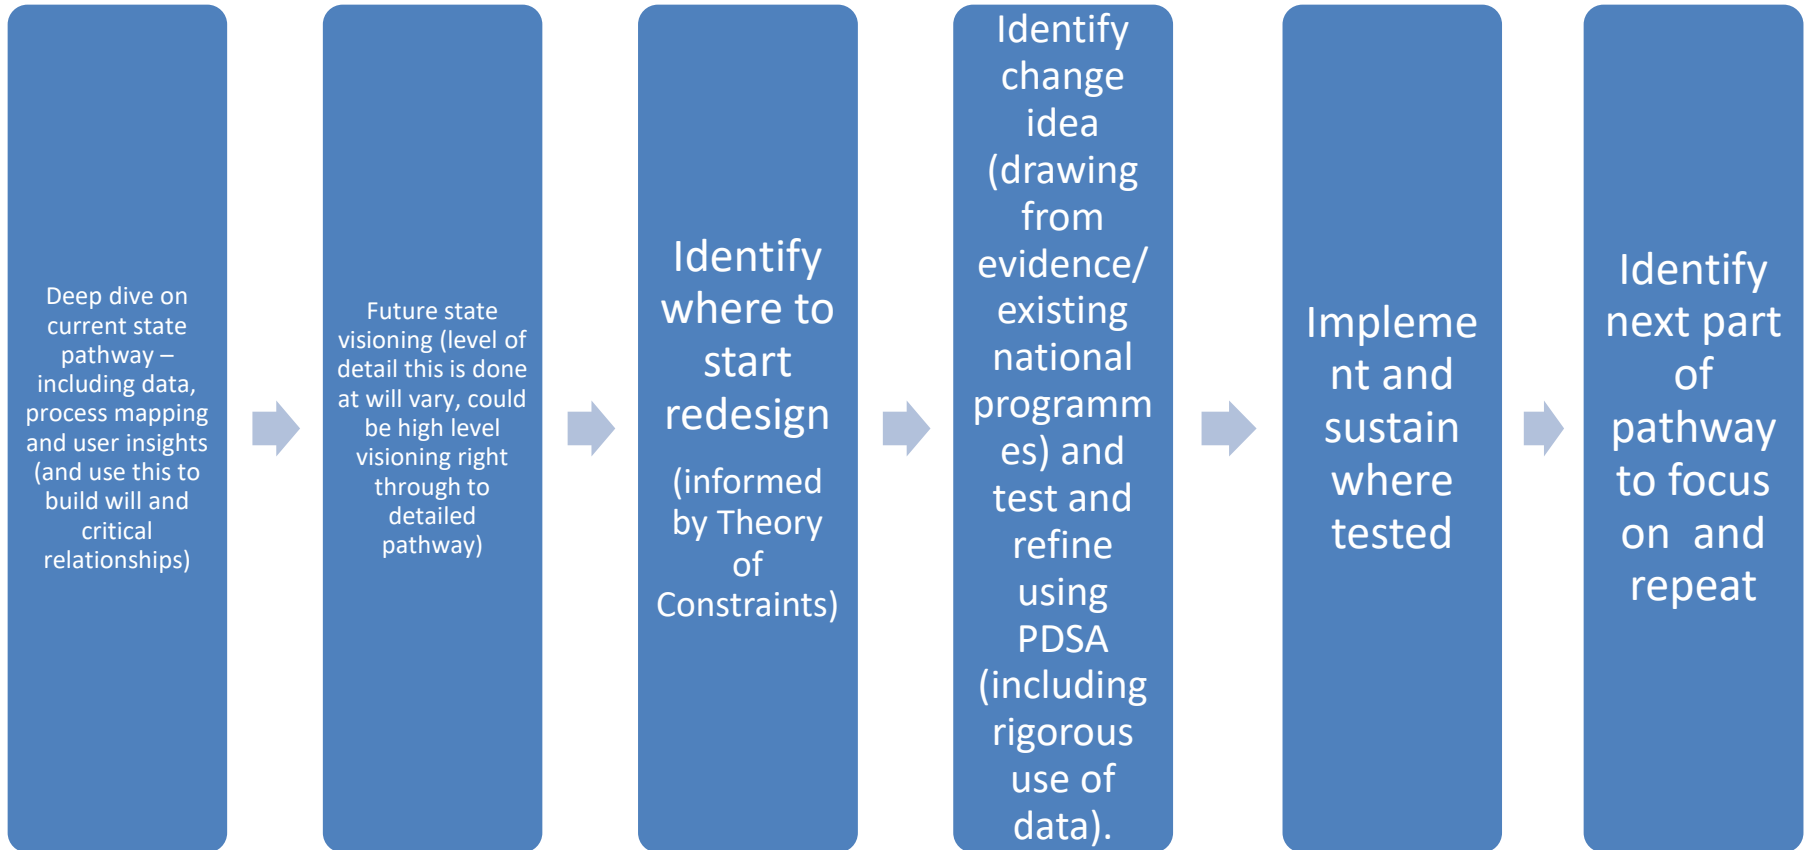 Deep dive on
current state
pathway –
including data,
process mapping
and user insights
(and use this to
build will and
critical
relationships)
Future state
visioning (level of
detail this is done
at will vary, could
be high level
visioning right
through to
detailed
pathway)
Identify
where to
start
redesign
(informed
by Theory
of
Constraints)
Identify
change
idea
(drawing
from
evidence/
existing
national
programm
es) and
test and
refine
using
PDSA
(including
rigorous
use of
data).
Impleme
nt and
sustain
where
tested
Identify
next part
of
pathway
to focus
on and
repeat